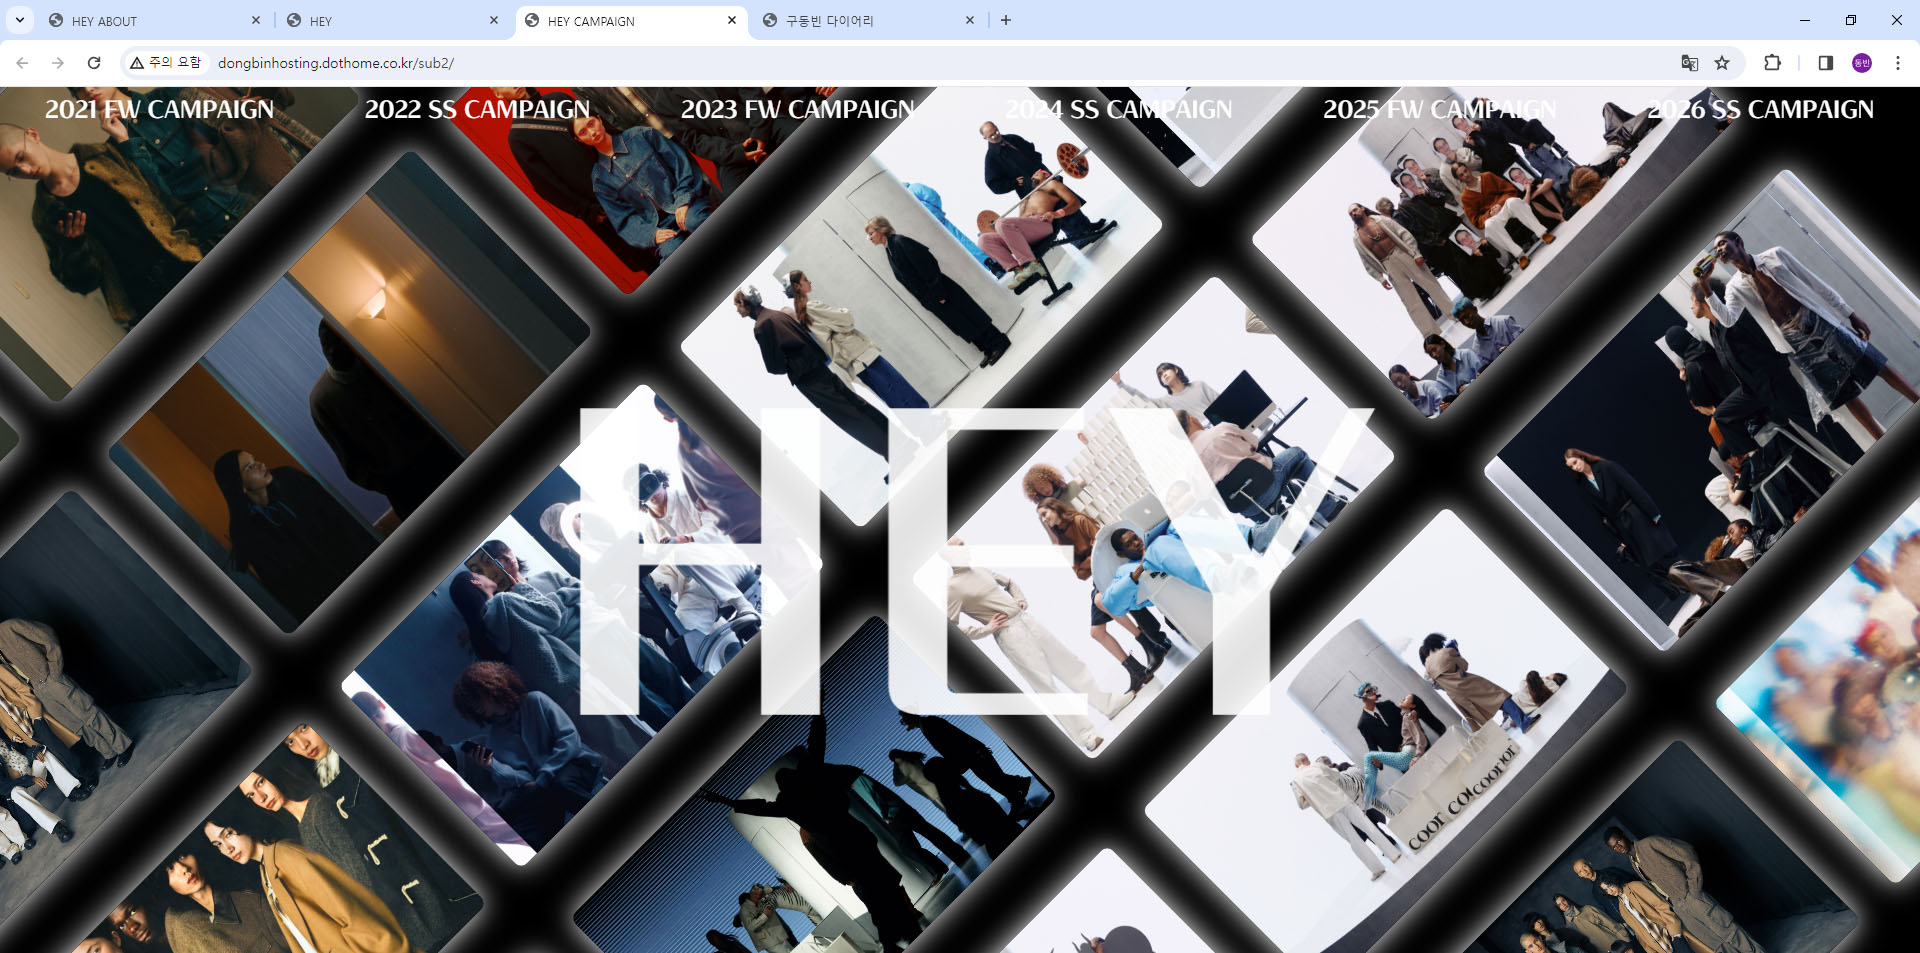 HEY ABOUT
HEY
HEY CAMPAIGN
구동빈 다이어리
주의 요함
dongbinhosting.dothome.co.kr/sub2/
동빈
2021 FW CAMPAIGN
2022 SS CAMPAIGN
2023 FW CAMPAIGN
2024 SS CAMPAIGN
2025 FW CAMPAIGN
2026 SS CAMPAIGN
HEY